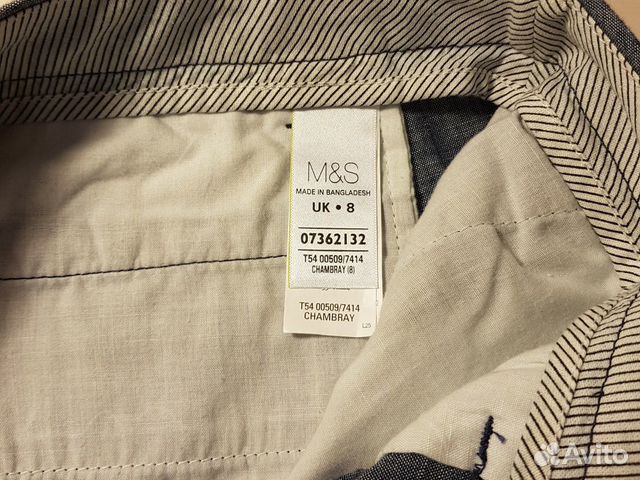 M&S
MADE IN BANGLADESH
UK • 8
07362132
T54 00509/7414
CHAMBRAY (8)
T54 00509/7414
CHAMBRAY
L25
Avito